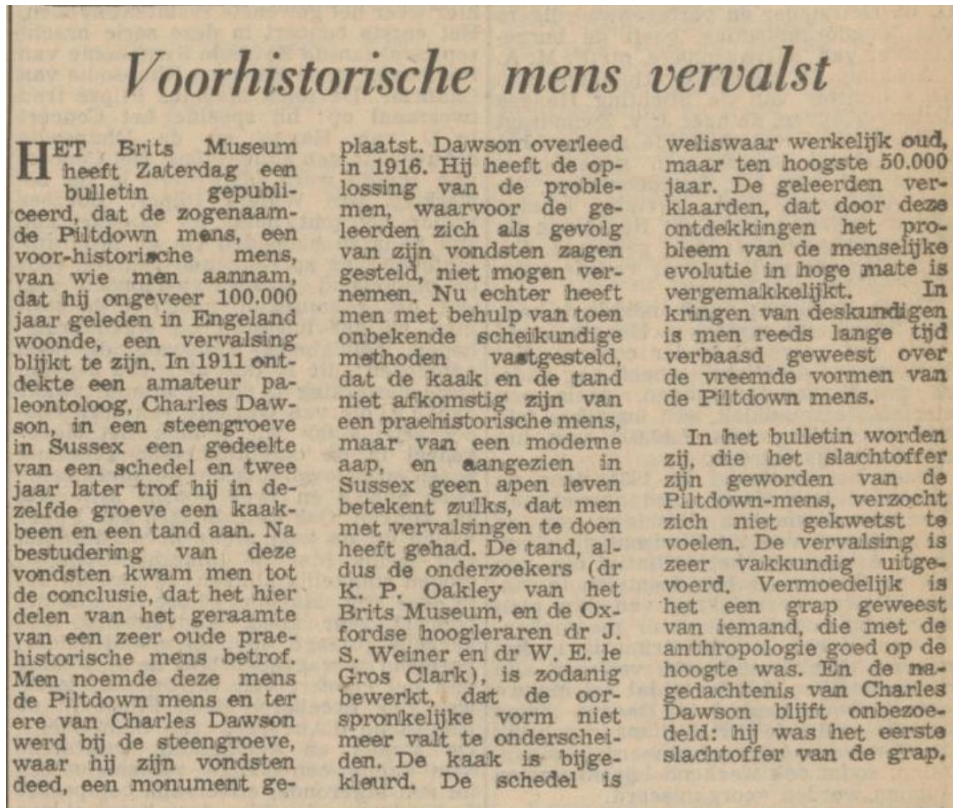 Voorhistorische mens vervalst
HET Brits Museum
heeft Zaterdag een
bulletin gepubli-
ceerd, dat de zogenaam-
de Piltdown mens, een
voor-historische mens,
van wie men aannam,
dat hij ongeveer 100.000
jaar geleden in Engeland
woonde, een vervalsing
blijkt te zijn. In 1911 ont-
dekte een amateur pa-
leontoloog, Charles Daw-
son, in een steengroeve
in Sussex een gedeelte
van een schedel en twee
jaar later trof hij in de-
zelfde groeve een kaak-
been en een tand aan. Na
bestudering van deze
vondsten kwam men tot
de conclusie, dat het hier
delen van het geraamte
van een zeer oude prae-
historische mens betrof.
Men noemde deze mens
de Piltdown mens en ter
ere van Charles Dawson
werd bij de steengroeve,
waar hij zijn vondsten
deed, een monument ge-
plaatst. Dawson overleed
in 1916. Hij heeft de op-
lossing van de proble-
men, waarvoor de ge-
leerden zich als gevolg
van zijn vondsten zagen
gesteld, niet mogen ver-
nemen. Nu echter heeft
men met behulp van toen
onbekende scheikundige
methoden vastgesteld,
dat de kaak en de tand
niet afkomstig zijn van
een praehistorische mens,
maar van een moderne
aap, en aangezien in
Sussex geen apen leven
betekent zulks, dat men
met vervalsingen te doen
heeft gehad. De tand, al-
dus de onderzoekers (dr
K. P. Oakley van het
Brits Museum, en de Ox-
fordse hoogleraren dr J.
S. Weiner en dr W. E. le
Gros Clark), is zodanig
bewerkt, dat de oor-
spronkelijke vorm niet
meer valt te onderschei-
den. De kaak is bijge-
kleurd. De schedel is
weliswaar werkelijk oud,
maar ten hoogste 50.000
jaar. De geleerden ver-
klaarden, dat door deze
ontdekkingen het pro-
bleem van de menselijke
evolutie in hoge mate is
vergemakkelijkt. In
kringen van deskundigen
is men reeds lange tijd
verbaasd geweest over
de vreemde vormen van
de Piltdown mens.
In het bulletin worden
zij, die het slachtoffer
zijn geworden van de
Piltdown-mens, verzocht
zich niet gekwetst te
voelen. De vervalsing is
zeer vakkundig uitge-
voerd. Vermoedelijk is
het een grap geweest
van iemand, die met de
anthropologie goed op de
hoogte was. En de na-
gedachtenis van Charles
Dawson blijft onbezoe-
deld: hij was het eerste
slachtoffer van de grap.